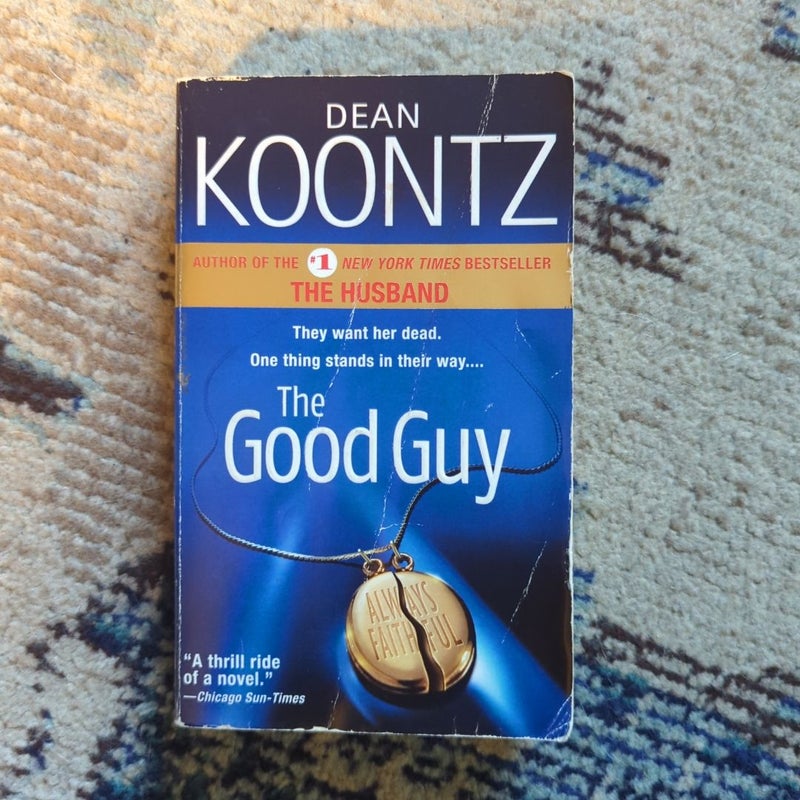 DEAN
KOONTZ
AUTHOR OF THE #1 NEW YORK TIMES BESTSELLER
THE HUSBAND
They want her dead.
One thing stands in their way....
The
Good Guy
ALWAYS
FAITHFUL
“A thrill ride
of a novel.”
—Chicago Sun-Times